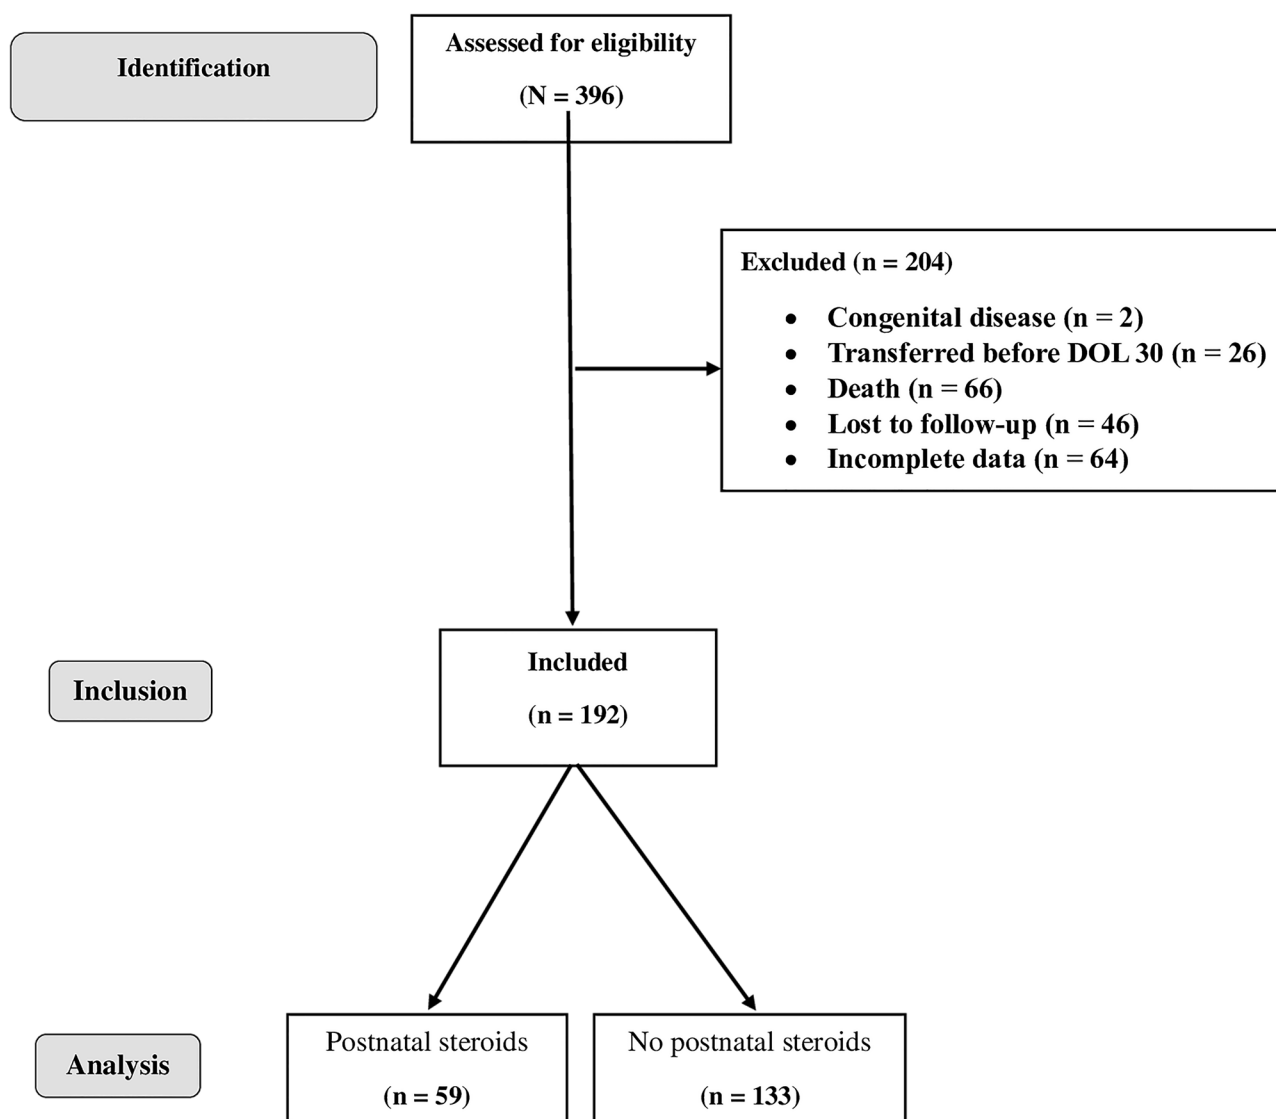 Identification
Assessed for eligibility
(N = 396)
Excluded (n = 204)
• Congenital disease (n = 2)
• Transferred before DOL 30 (n = 26)
• Death (n = 66)
• Lost to follow-up (n = 46)
• Incomplete data (n = 64)
Inclusion
Included
(n = 192)
Analysis
Postnatal steroids
(n = 59)
No postnatal steroids
(n = 133)